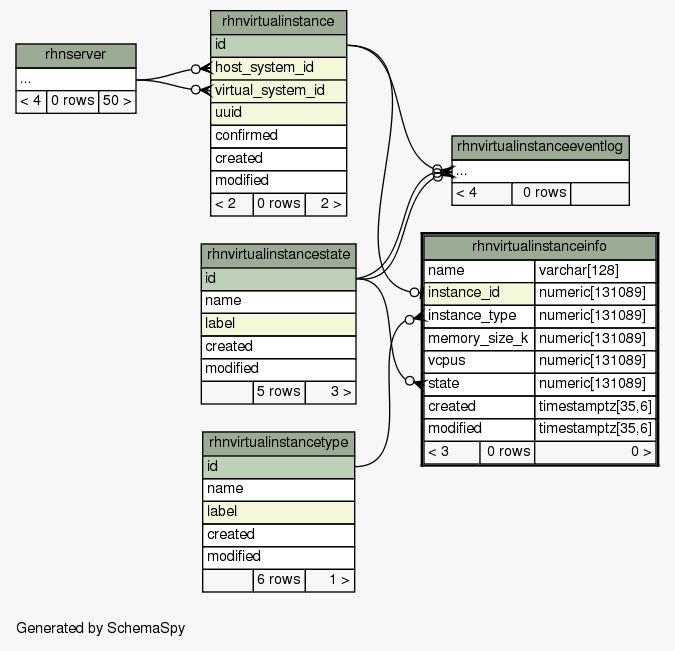 rhnserver
...
< 4 0 rows 50 >
rhnvirtualinstance
id
host_system_id
virtual_system_id
uuid
confirmed
created
modified
< 2 0 rows 2 >
rhnvirtualinstanceeventlog
...
< 4 0 rows
rhnvirtualinstancestate
id
name
label
created
modified
5 rows 3 >
rhnvirtualinstanceinfo
name varchar[128]
instance_id numeric[131089]
instance_type numeric[131089]
memory_size_k numeric[131089]
vcpus numeric[131089]
state numeric[131089]
created timestamptz[35,6]
modified timestamptz[35,6]
< 3 0 rows 0 >
rhnvirtualinstancetype
id
name
label
created
modified
6 rows 1 >
Generated by SchemaSpy